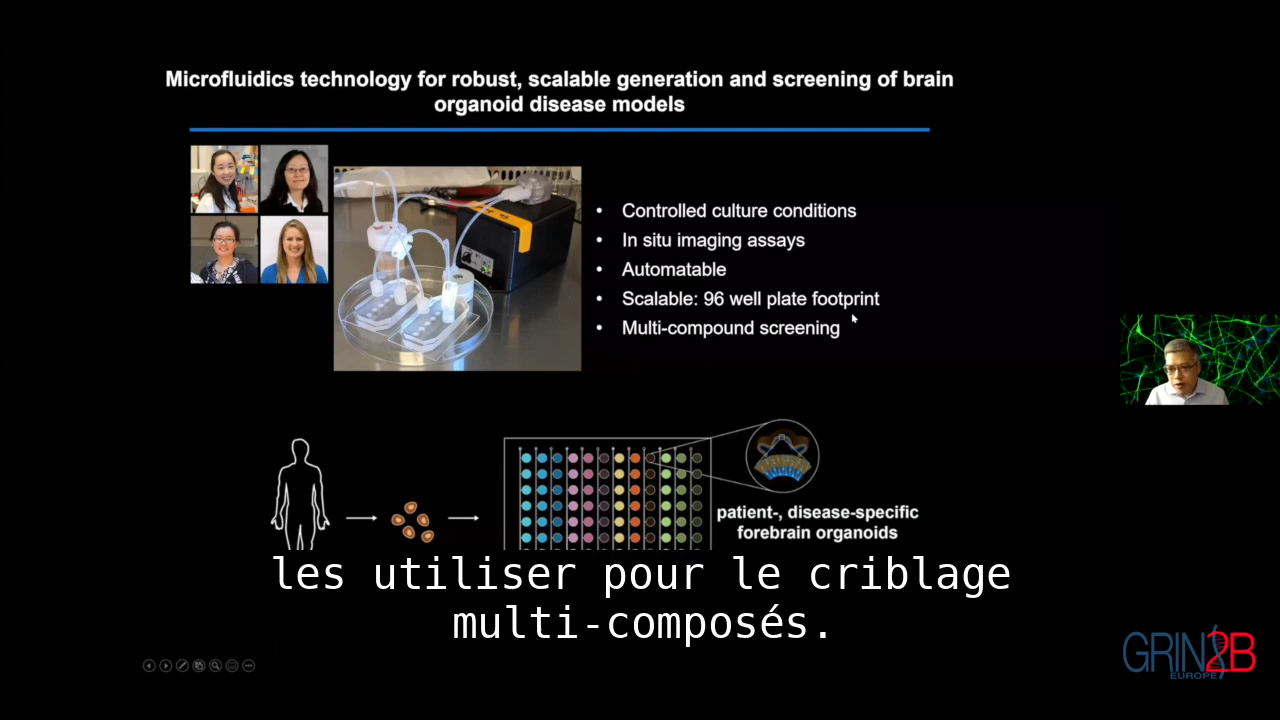 Microfluidics technology for robust, scalable generation and screening of brain
organoid disease models
• Controlled culture conditions
• In situ imaging assays
• Automatable
• Scalable: 96 well plate footprint
• Multi-compound screening
patient-, disease-specific
forebrain organoids
les utiliser pour le criblage
multi-composés.
GRIN2B
EUROPE